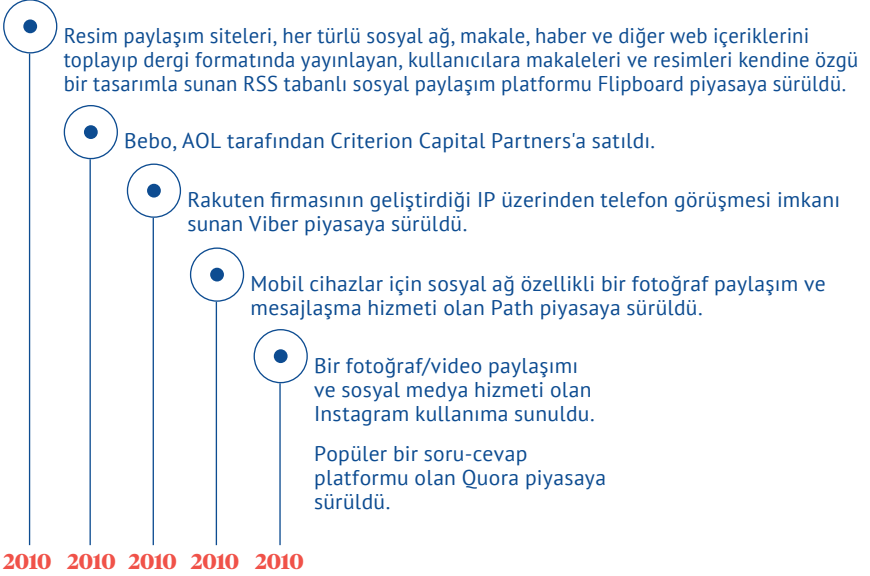 Resim paylaşım siteleri, her türlü sosyal ağ, makale, haber ve diğer web içeriklerini
toplayıp dergi formatında yayınlayan, kullanıcılara makaleleri ve resimleri kendine özgü
bir tasarımla sunan RSS tabanlı sosyal paylaşım platformu Flipboard piyasaya sürüldü.
Bebo, AOL tarafından Criterion Capital Partners'a satıldı.
Rakuten firmasının geliştirdiği IP üzerinden telefon görüşmesi imkanı
sunan Viber piyasaya sürüldü.
Mobil cihazlar için sosyal ağ özellikli bir fotoğraf paylaşım ve
mesajlaşma hizmeti olan Path piyasaya sürüldü.
Bir fotoğraf/video paylaşımı
ve sosyal medya hizmeti olan
Instagram kullanıma sunuldu.
Popüler bir soru-cevap
platformu olan Quora piyasaya
sürüldü.
2010 2010 2010 2010 2010